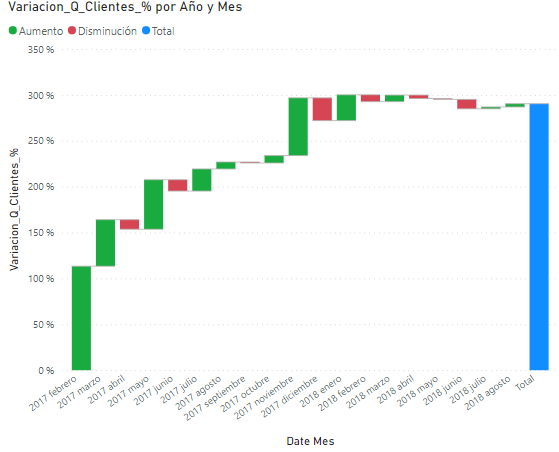 Variacion_Q_Clientes_% por Año y Mes
Aumento Disminución Total
350 %
300 %
250 %
200 %
150 %
100 %
50 %
0 %
Variacion_Q_Clientes_%
2017 febrero
2017 marzo
2017 abril
2017 mayo
2017 junio
2017 julio
2017 agosto
2017 septiembre
2017 octubre
2017 noviembre
2017 diciembre
2018 enero
2018 febrero
2018 marzo
2018 abril
2018 mayo
2018 junio
2018 julio
2018 agosto
Total
Date Mes